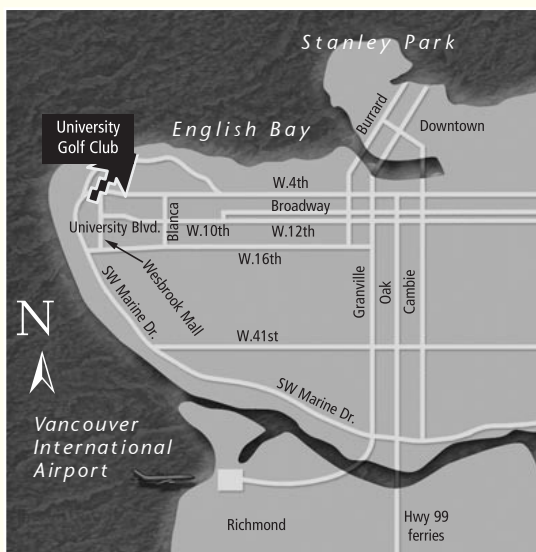 Stanley Park
Burrard
Downtown
English Bay
University
Golf Club
W.4th
Broadway
University Blvd.
Blanca
W.10th
W.12th
W.16th
Wesbrook Mall
SW Marine Dr.
Granville
Oak
Cambie
N
W.41st
SW Marine Dr.
Vancouver
International
Airport
Richmond
Hwy 99
ferries